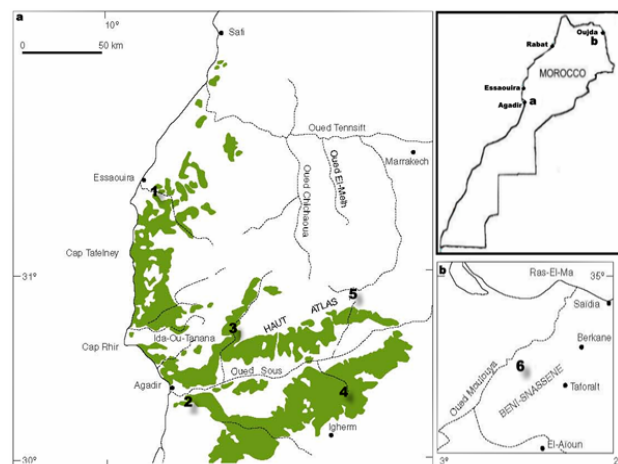 a
10°
9°
0 50 km
Safi
Oued Tennsift
Marrakech
Oued El-Melh
Oued Chichaoua
Essaouira
1
Cap Tafelney
31°
5
HAUT ATLAS
3
Ida-Ou-Tanana
Cap Rhir
Oued Sous
Agadir
2
4
Igherm
30°
Oujda
b
Rabat
MOROCCO
Essaouira
a
Agadir
b
Ras-El-Ma
35°
Saïdia
Berkane
6
Oued Moulouya
BENI-SNASSENE
Taforalt
El-Aïoun
3
2